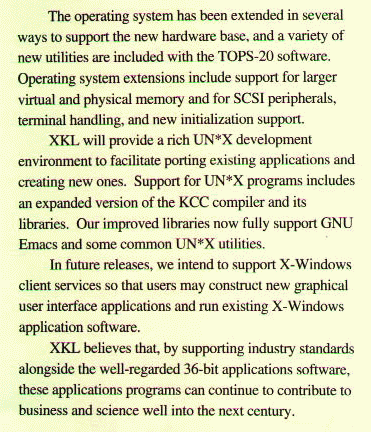 The operating system has been extended in several
ways to support the new hardware base, and a variety of
new utilities are included with the TOPS-20 software.
Operating system extensions include support for larger
virtual and physical memory and for SCSI peripherals,
terminal handling, and new initialization support.
XKL will provide a rich UN*X development
environment to facilitate porting existing applications and
creating new ones. Support for UN*X programs includes
an expanded version of the KCC compiler and its
libraries. Our improved libraries now fully support GNU
Emacs and some common UN*X utilities.
In future releases, we intend to support X-Windows
client services so that users may construct new graphical
user interface applications and run existing X-Windows
application software.
XKL believes that, by supporting industry standards
alongside the well-regarded 36-bit applications software,
these applications programs can continue to contribute to
business and science well into the next century.